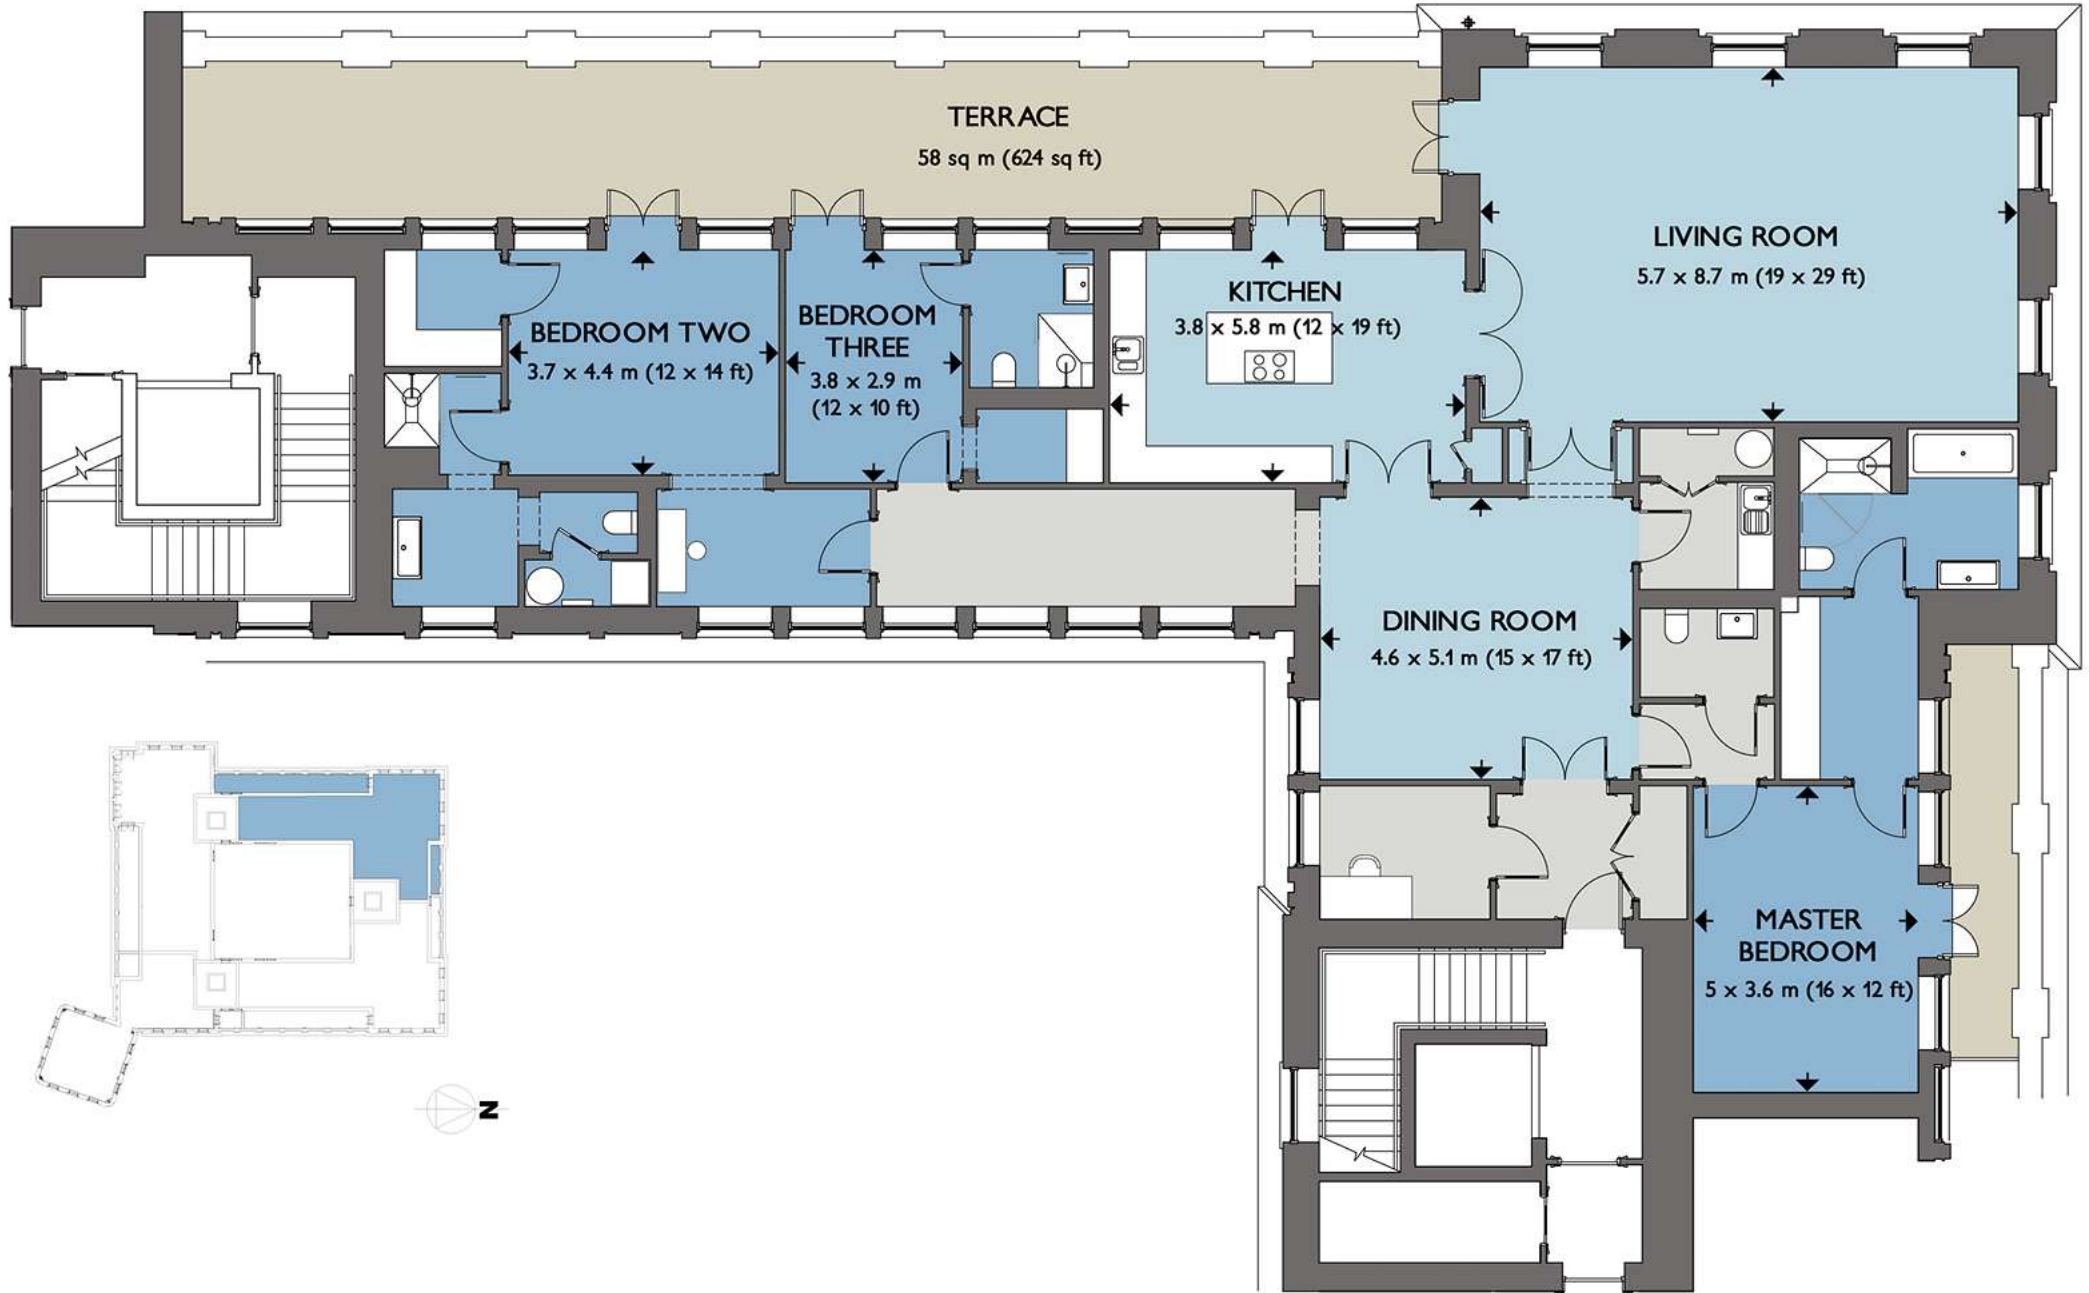 TERRACE
58 sq m (624 sq ft)
LIVING ROOM
5.7 x 8.7 m (19 x 29 ft)
KITCHEN
3.8 x 5.8 m (12 x 19 ft)
BEDROOM TWO
3.7 x 4.4 m (12 x 14 ft)
BEDROOM
THREE
3.8 x 2.9 m
(12 x 10 ft)
DINING ROOM
4.6 x 5.1 m (15 x 17 ft)
MASTER
BEDROOM
5 x 3.6 m (16 x 12 ft)
N